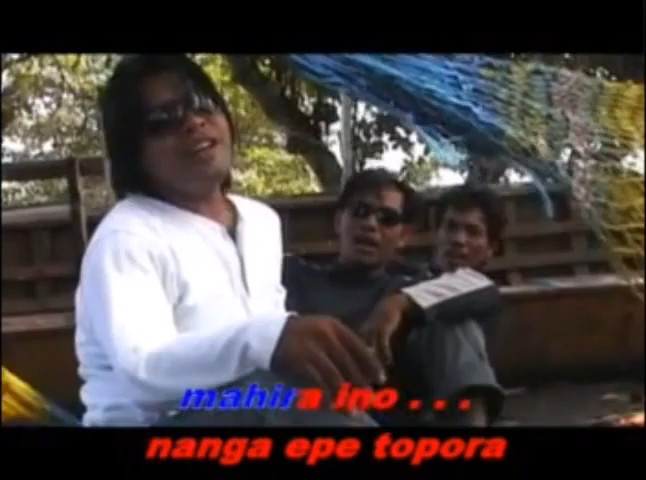 mahira ino . . .
nanga epe topora